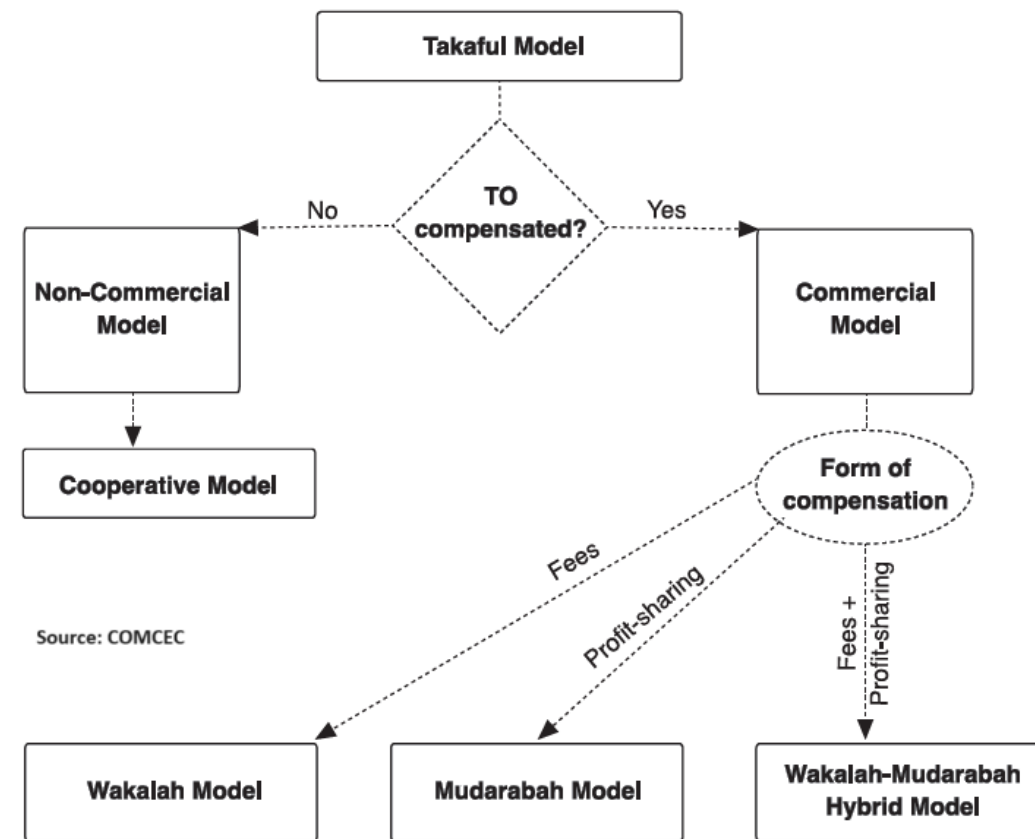 Takaful Model
TO
compensated?
No
Yes
Non-Commercial
Model
Commercial
Model
Cooperative Model
Form of
compensation
Fees
Profit-sharing
Fees +
Profit-sharing
Source: COMCEC
Wakalah Model
Mudarabah Model
Wakalah-Mudarabah
Hybrid Model